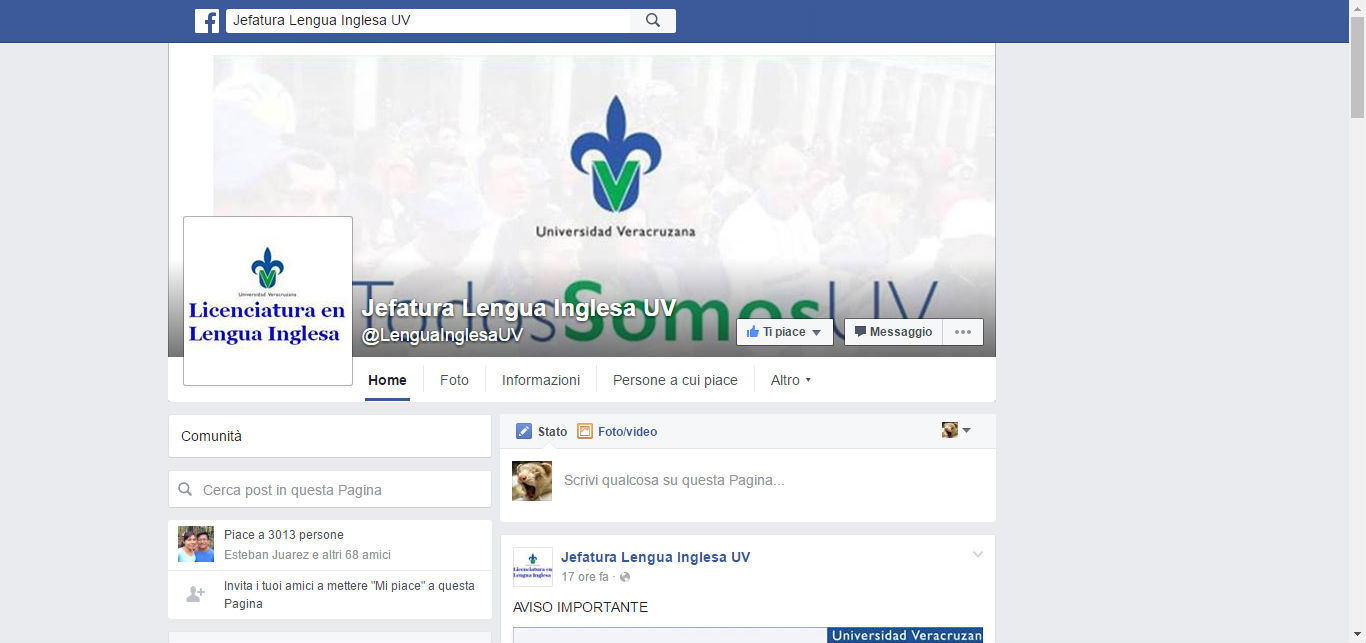 Jefatura Lengua Inglesa UV
Universidad Veracruzana
TodosSomosUV
Universidad Veracruzana
Licenciatura en
Lengua Inglesa
Jefatura Lengua Inglesa UV
@LenguaInglesaUV
Ti piace
Messaggio
Home
Foto
Informazioni
Persone a cui piace
Altro
Comunità
Cerca post in questa Pagina
Piace a 3013 persone
Esteban Juarez e altri 68 amici
Invita i tuoi amici a mettere "Mi piace" a questa
Pagina
Stato
Foto/video
Scrivi qualcosa su questa Pagina...
Licenciatura en
Lengua Inglesa
Jefatura Lengua Inglesa UV
17 ore fa ·
AVISO IMPORTANTE
Universidad Veracruzan